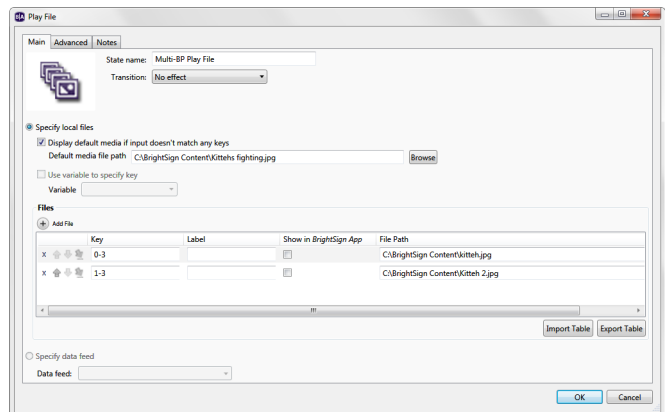 B|A Play File
Main Advanced Notes
State name: Multi-BP Play File
Transition: No effect
Specify local files
Display default media if input doesn't match any keys
Default media file path C:\BrightSign Content\Kittehs fighting.jpg Browse
Use variable to specify key
Variable
Files
+ Add File
Key Label Show in BrightSign App File Path
x 0-3 C:\BrightSign Content\kitteh.jpg
x 1-3 C:\BrightSign Content\Kitteh 2.jpg
Import Table Export Table
Specify data feed
Data feed:
OK Cancel